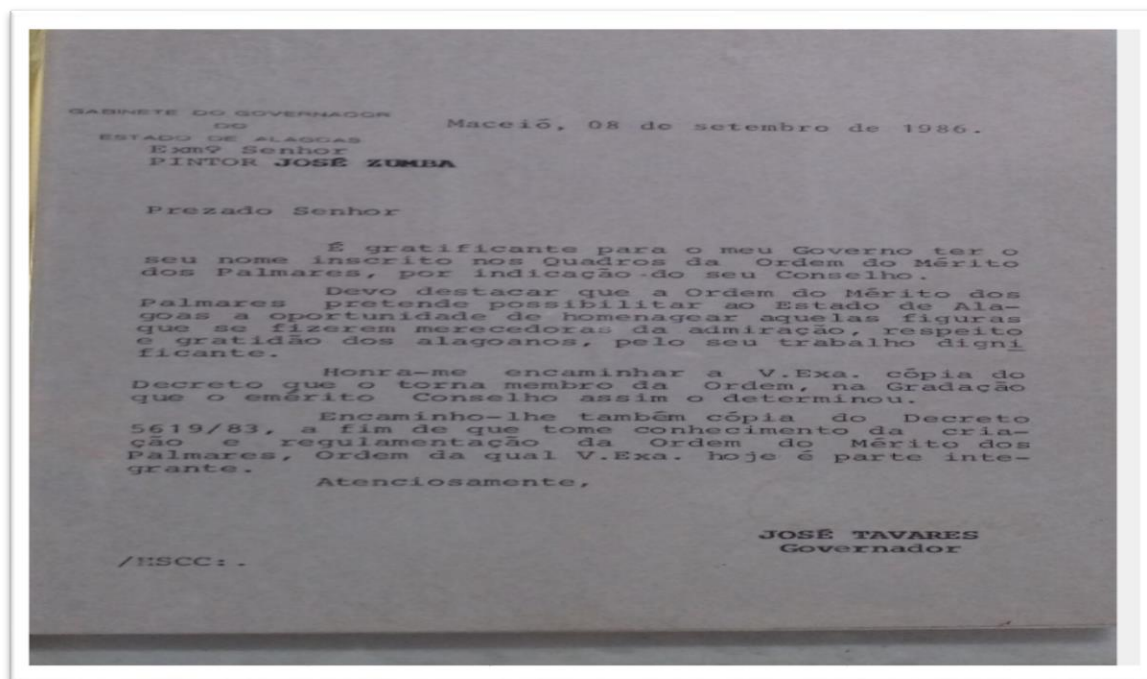 GABINETE DO GOVERNADOR
DO
ESTADO DE ALAGOAS
Maceió, 08 de setembro de 1986.
Exmº Senhor
PINTOR JOSÉ ZUMBA
Prezado Senhor
É gratificante para o meu Governo ter o
seu nome inscrito nos Quadros da Ordem do Mérito
dos Palmares, por indicação do seu Conselho.
Devo destacar que a Ordem do Mérito dos
Palmares pretende possibilitar ao Estado de Ala-
goas a oportunidade de homenagear aquelas figuras
que se fizerem merecedoras da admiração, respeito
e gratidão dos alagoanos, pelo seu trabalho digni
ficante.
Honra-me encaminhar a V.Exa. cópia do
Decreto que o torna membro da Ordem, na Gradação
que o emérito Conselho assim o determinou.
Encaminho-lhe também cópia do Decreto
5619/83, a fim de que tome conhecimento da cria-
ção e regulamentação da Ordem do Mérito dos
Palmares, Ordem da qual V.Exa. hoje é parte inte-
grante.
Atenciosamente,
JOSÉ TAVARES
Governador
/MSCC:.